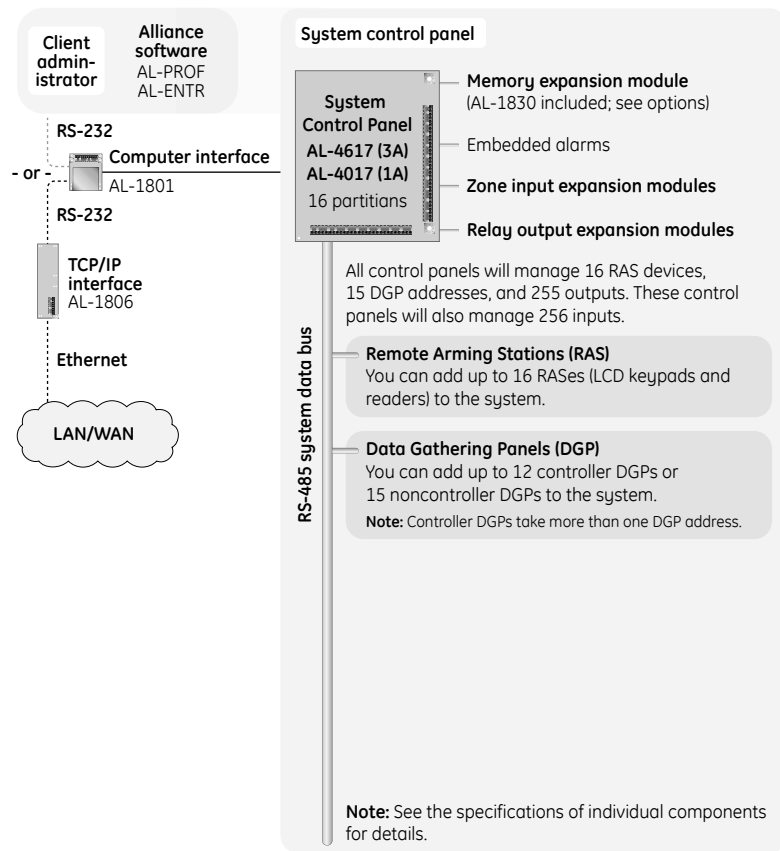 Client
admin-
istrator
Alliance
software
AL-PROF
AL-ENTR
RS-232
- or -
Computer interface
AL-1801
RS-232
TCP/IP
interface
AL-1806
Ethernet
LAN/WAN
System control panel
System
Control Panel
AL-4617 (3A)
AL-4017 (1A)
16 partitions
Memory expansion module
(AL-1830 included; see options)
Embedded alarms
Zone input expansion modules
Relay output expansion modules
All control panels will manage 16 RAS devices,
15 DGP addresses, and 255 outputs. These control
panels will also manage 256 inputs.
RS-485 system data bus
Remote Arming Stations (RAS)
You can add up to 16 RASes (LCD keypads and
readers) to the system.
Data Gathering Panels (DGP)
You can add up to 12 controller DGPs or
15 noncontroller DGPs to the system.
Note: Controller DGPs take more than one DGP address.
Note: See the specifications of individual components
for details.